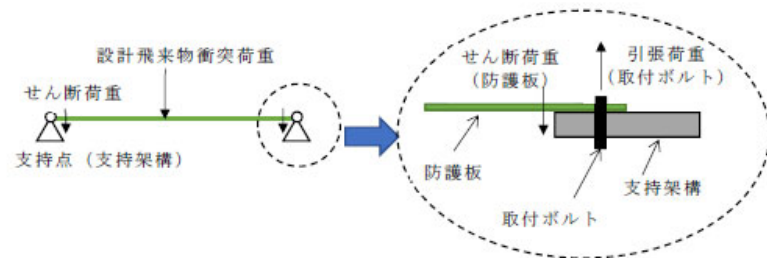 設計飛来物衝突荷重
せん断荷重
支持点（支持架構）
せん断荷重
（防護板）
引張荷重
（取付ボルト）
防護板
支持架構
取付ボルト